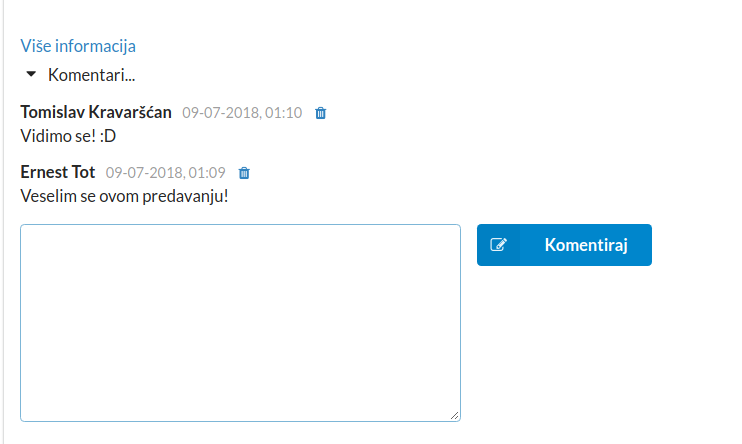 Više informacija
Komentari...
Tomislav Kravaršćan 09-07-2018, 01:10
Vidimo se! :D
Ernest Tot 09-07-2018, 01:09
Veselim se ovom predavanju!
Komentiraj